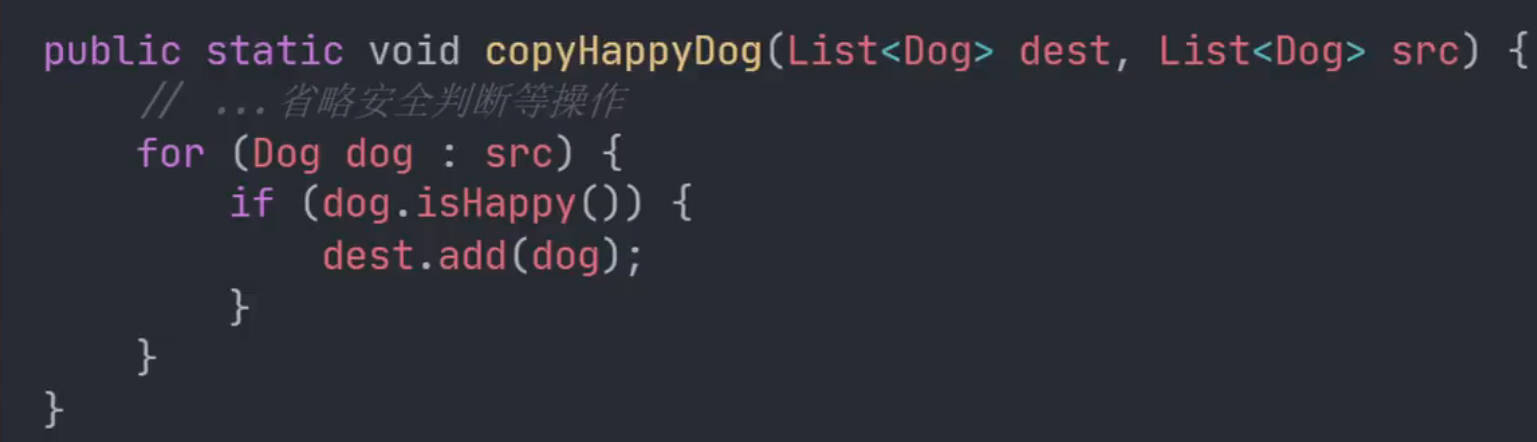 public static void copyHappyDog(List<Dog> dest, List<Dog> src) {
// ...省略安全判断等操作
for (Dog dog : src) {
if (dog.isHappy()) {
dest.add(dog);
}
}
}